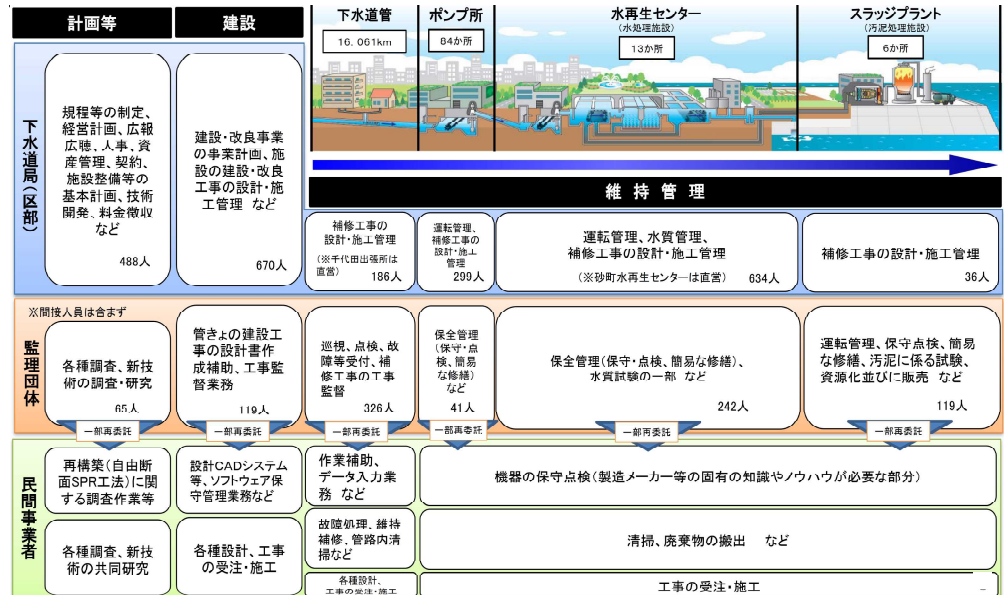 計画等
建設
下水道管
16,061km
ポンプ所
84か所
水再生センター
(水処理施設)
13か所
スラッジプラント
(汚泥処理施設)
6か所
維持管理
下水道局(区部)
規程等の制定、
経営計画、広報
広聴、人事、資
産管理、契約、
施設整備等の
基本計画、技術
開発、料金徴収
など
488人
建設・改良事業
の事業計画、施
設の建設・改良
工事の設計・施
工管理 など
670人
補修工事の
設計・施工管理
(※千代田出張所は
直営)
186人
運転管理、
補修工事の
設計・施工
管理
299人
運転管理、水質管理、
補修工事の設計・施工管理
(※砂町水再生センターは直営)
634人
補修工事の設計・施工管理
36人
※間接人員は含まず
監理団体
各種調査、新技
術の調査・研究
65人
管きょの建設工
事の設計書作
成補助、工事監
督業務
119人
巡視、点検、故
障等受付、補
修工事の工事
監督
326人
保全管理
(保守・点
検、簡易
な修繕)
など
41人
保全管理(保守・点検、簡易な修繕)、
水質試験の一部 など
242人
運転管理、保守点検、簡易
な修繕、汚泥に係る試験、
資源化並びに販売 など
119人
一部再委託
一部再委託
一部再委託
一部再委託
一部再委託
一部再委託
民間事業者
再構築(自由断
面SPR工法)に関
する調査作業等
設計CADシステム
等、ソフトウェア保
守管理業務など
作業補助、
データ入力業
務 など
機器の保守点検(製造メーカー等の固有の知識やノウハウが必要な部分)
各種調査、新技
術の共同研究
各種設計、工事
の受注・施工
故障処理、維持
補修、管路内清
掃など
清掃、廃棄物の搬出 など
各種設計、
工事の受注・施工
工事の受注・施工